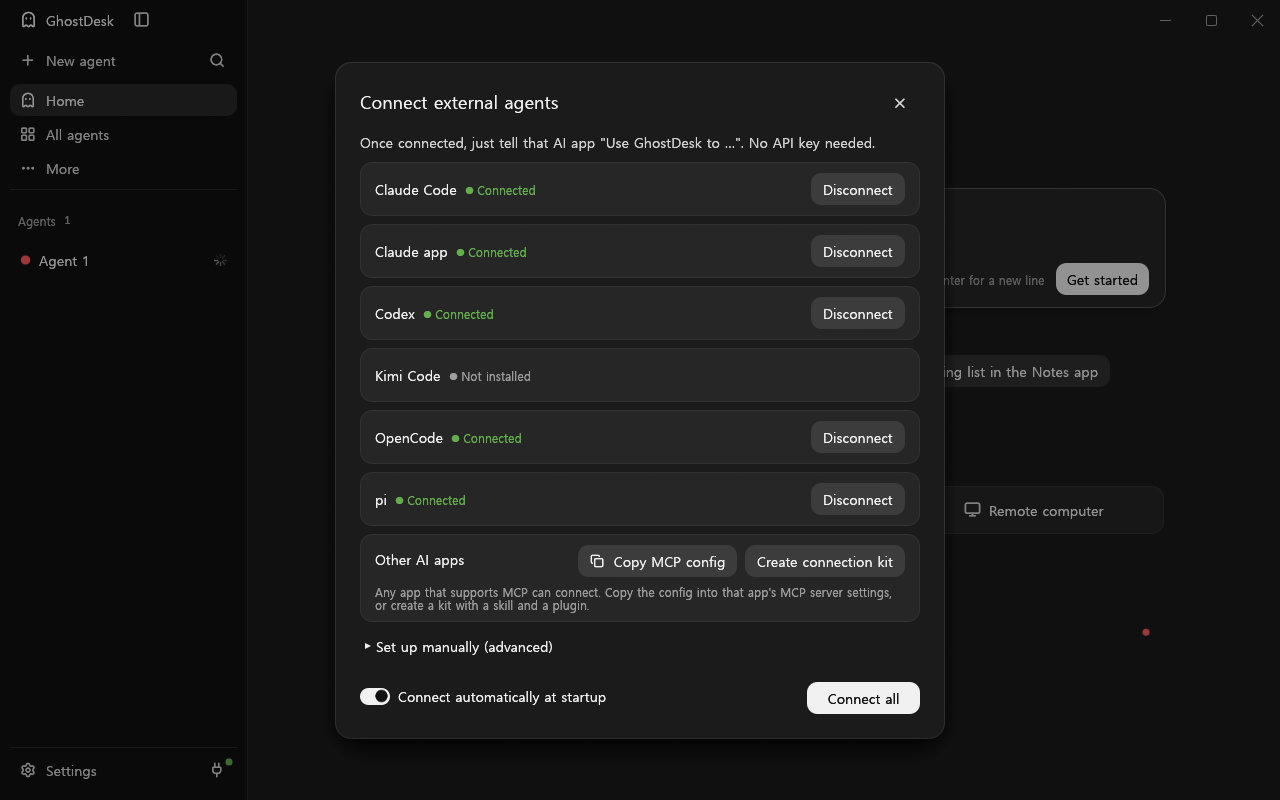 GhostDesk
New agent
Home
All agents
More
Agents 1
Agent 1
Settings
Connect external agents
Once connected, just tell that AI app "Use GhostDesk to ...". No API key needed.
Claude Code Connected Disconnect
Claude app Connected Disconnect
Codex Connected Disconnect
Kimi Code Not installed
OpenCode Connected Disconnect
pi Connected Disconnect
Other AI apps Copy MCP config Create connection kit
Any app that supports MCP can connect. Copy the config into that app's MCP server settings,
or create a kit with a skill and a plugin.
Set up manually (advanced)
Connect automatically at startup Connect all
for a new line Get started
list in the Notes app
Remote computer